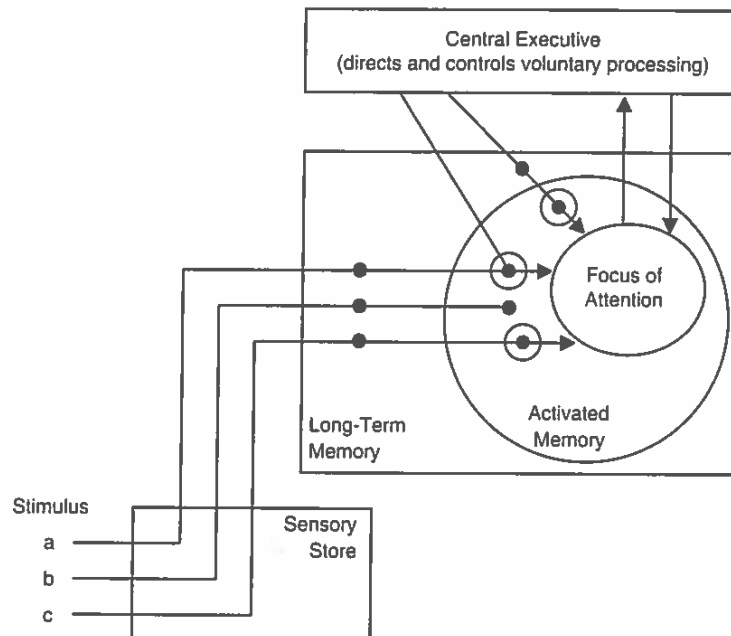 Central Executive
(directs and controls voluntary processing)
Focus of
Attention
Activated
Memory
Long-Term
Memory
Stimulus
Sensory
Store
a
b
c